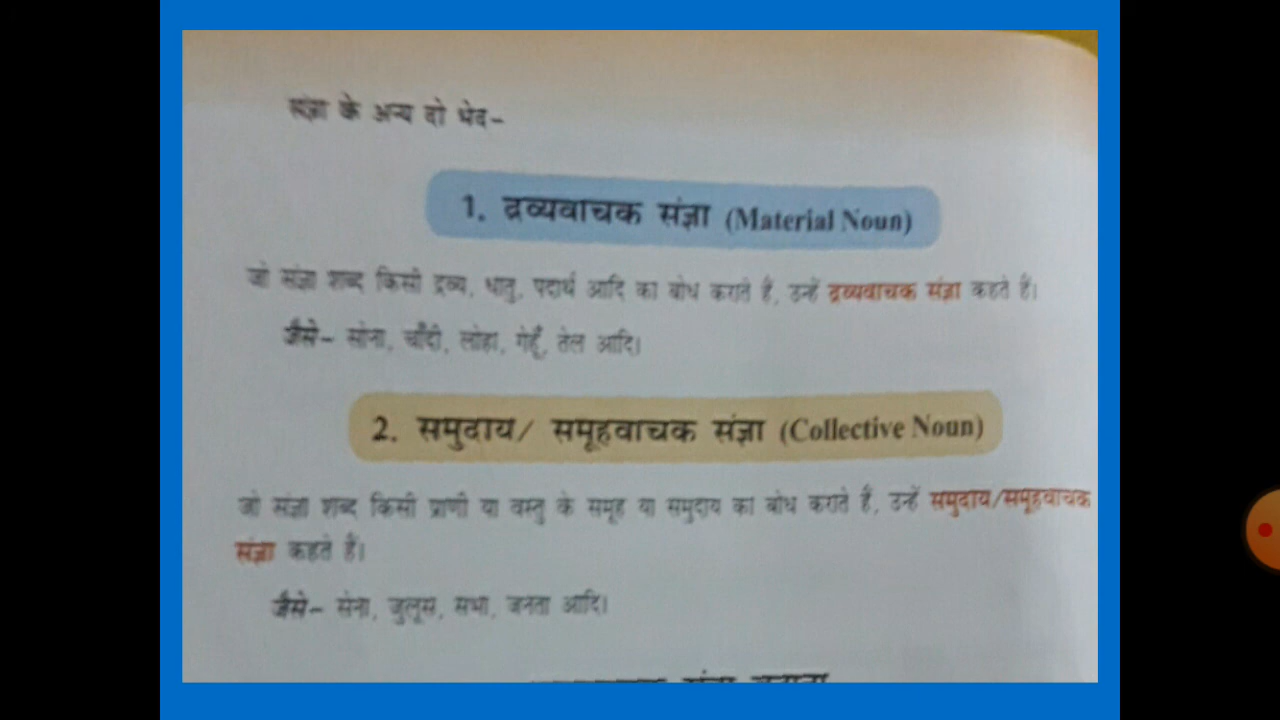 संज्ञा के अन्य दो भेद-
1. द्रव्यवाचक संज्ञा (Material Noun)
जो संज्ञा शब्द किसी द्रव्य, धातु, पदार्थ आदि का बोध कराते हैं, उन्हें द्रव्यवाचक संज्ञा कहते हैं।
जैसे- सोना, चाँदी, लोहा, गेहूँ, तेल आदि।
2. समुदाय/ समूहवाचक संज्ञा (Collective Noun)
जो संज्ञा शब्द किसी प्राणी या वस्तु के समूह या समुदाय का बोध कराते हैं, उन्हें समुदाय/समूहवाचक
संज्ञा कहते हैं।
जैसे- सेना, जुलूस, सभा, जनता आदि।